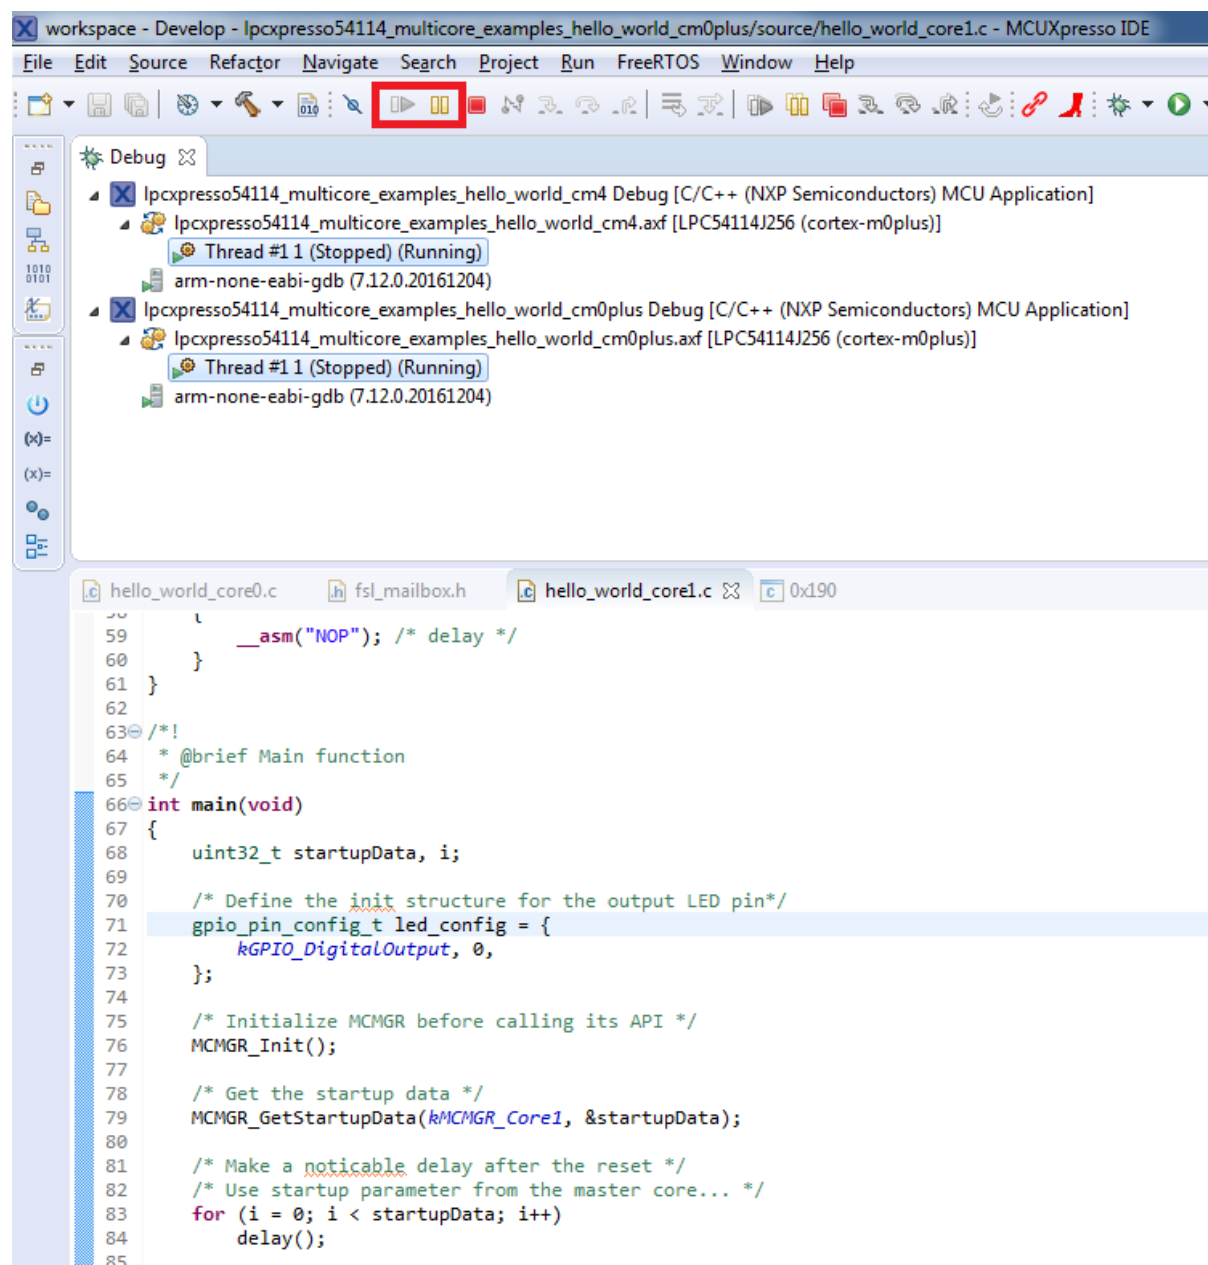 workspace - Develop - lpcxpresso54114_multicore_examples_hello_world_cm0plus/source/hello_world_core1.c - MCUXpresso IDE
File Edit Source Refactor Navigate Search Project Run FreeRTOS Window Help
010
Debug
lpcxpresso54114_multicore_examples_hello_world_cm4 Debug [C/C++ (NXP Semiconductors) MCU Application]
lpcxpresso54114_multicore_examples_hello_world_cm4.axf [LPC54114J256 (cortex-m0plus)]
Thread #1 1 (Stopped) (Running)
arm-none-eabi-gdb (7.12.0.20161204)
lpcxpresso54114_multicore_examples_hello_world_cm0plus Debug [C/C++ (NXP Semiconductors) MCU Application]
lpcxpresso54114_multicore_examples_hello_world_cm0plus.axf [LPC54114J256 (cortex-m0plus)]
Thread #1 1 (Stopped) (Running)
arm-none-eabi-gdb (7.12.0.20161204)
1010
0101
(x)=
(x)=
.c hello_world_core0.c .h fsl_mailbox.h .c hello_world_core1.c c 0x190
58 {
59 __asm("NOP"); /* delay */
60 }
61 }
62
63 /*!
64 * @brief Main function
65 */
66 int main(void)
67 {
68 uint32_t startupData, i;
69
70 /* Define the init structure for the output LED pin*/
71 gpio_pin_config_t led_config = {
72 kGPIO_DigitalOutput, 0,
73 };
74
75 /* Initialize MCMGR before calling its API */
76 MCMGR_Init();
77
78 /* Get the startup data */
79 MCMGR_GetStartupData(kMCMGR_Core1, &startupData);
80
81 /* Make a noticable delay after the reset */
82 /* Use startup parameter from the master core... */
83 for (i = 0; i < startupData; i++)
84 delay();
85